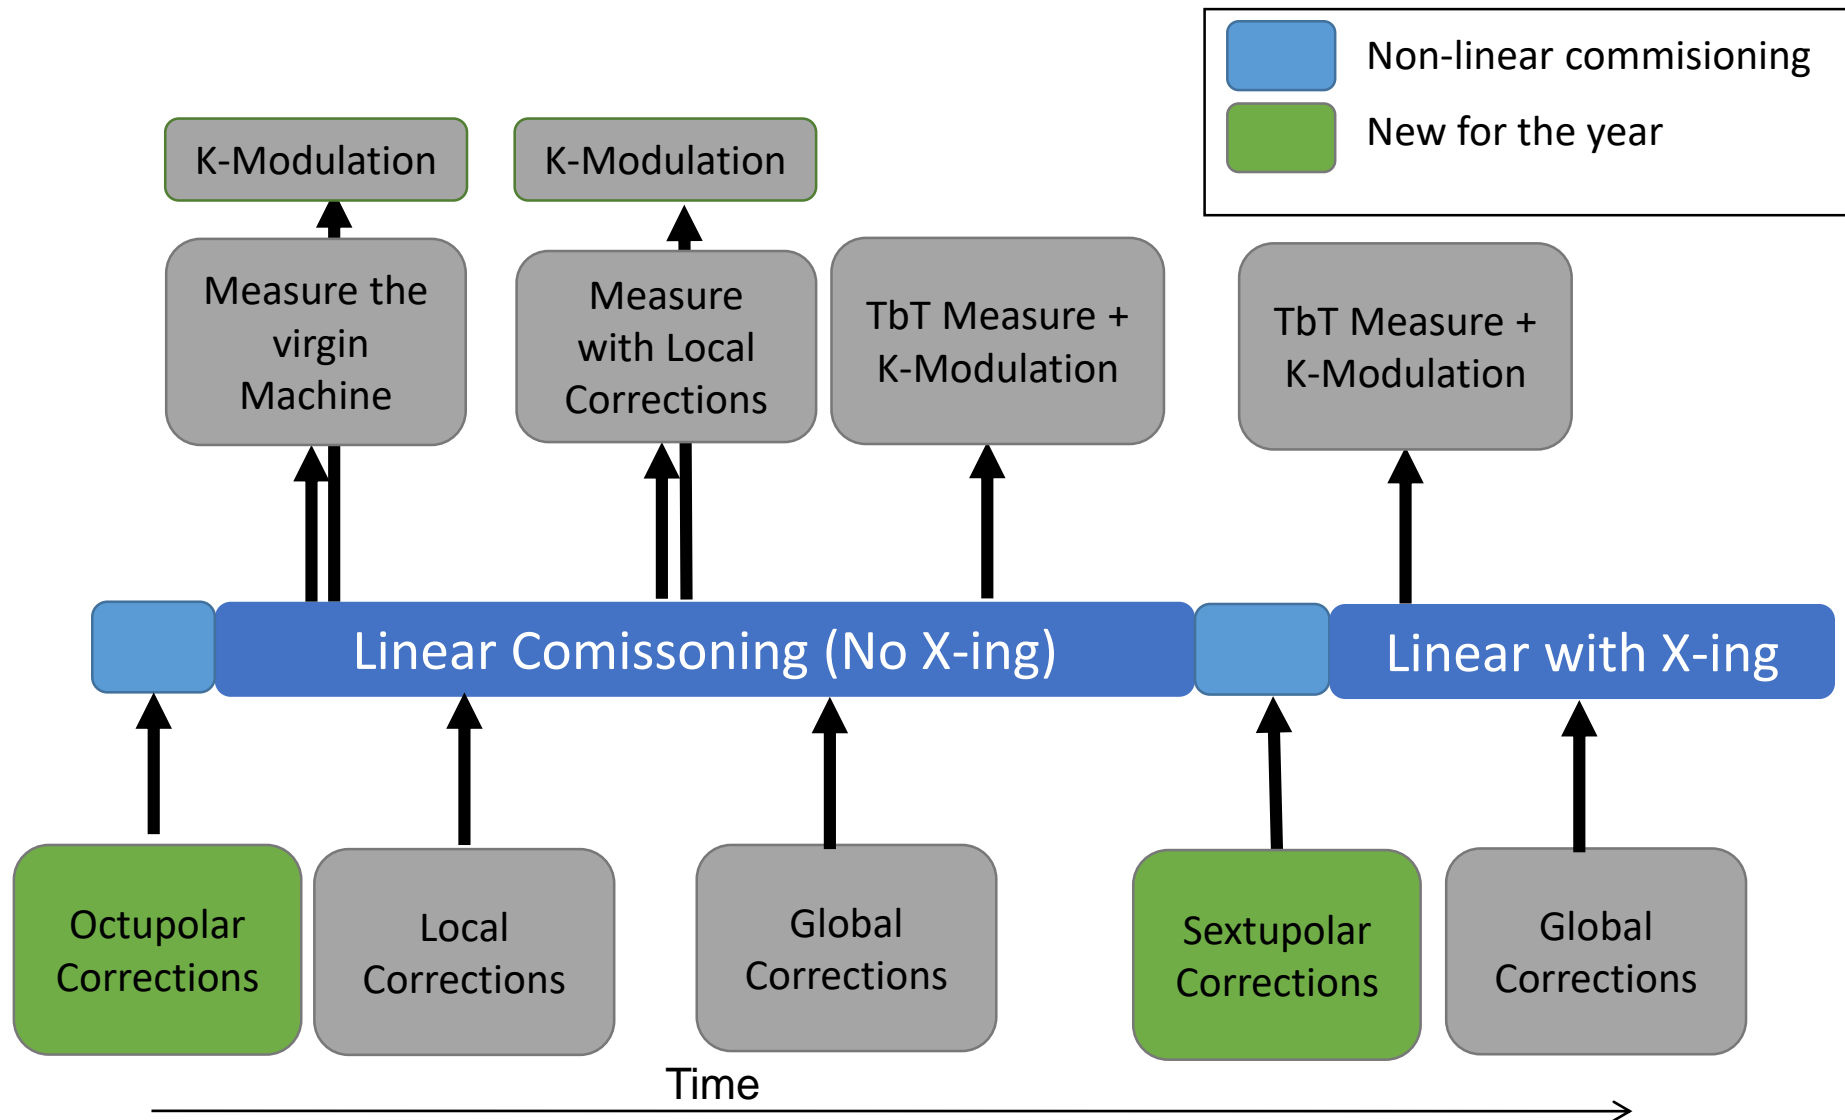 Non-linear commisioning
New for the year
K-Modulation
K-Modulation
Measure the
virgin
Machine
Measure
with Local
Corrections
TbT Measure +
K-Modulation
TbT Measure +
K-Modulation
Linear Comissoning (No X-ing)
Linear with X-ing
Octupolar
Corrections
Local
Corrections
Global
Corrections
Sextupolar
Corrections
Global
Corrections
Time